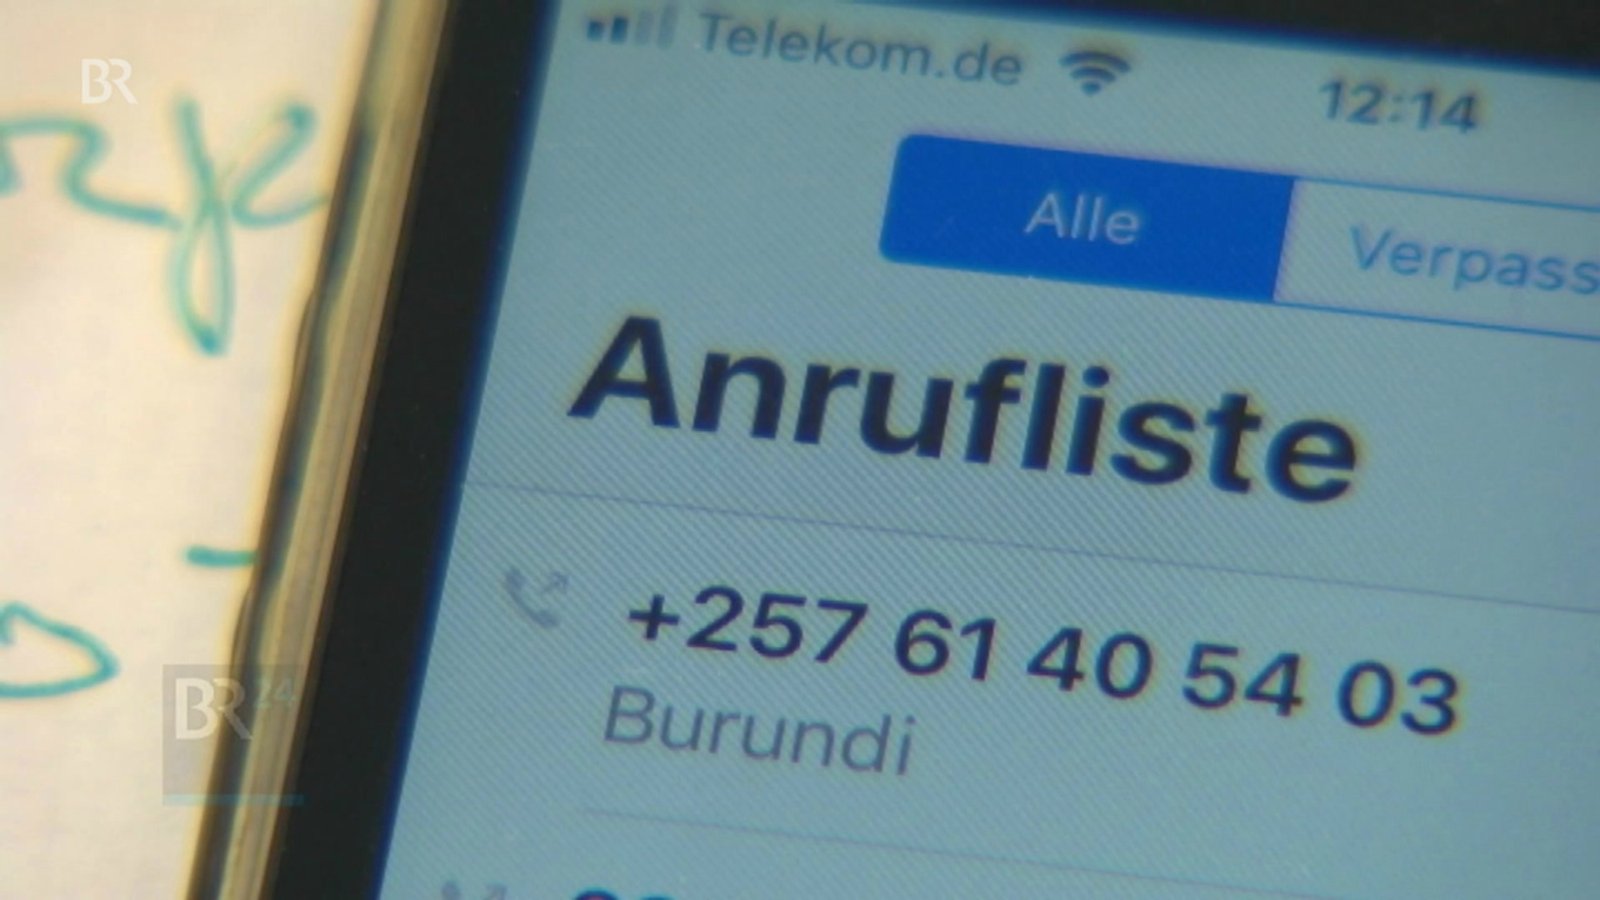 BR
Telekom.de 12:14
Alle Verpass
Anrufliste
+257 61 40 54 03
Burundi
BR24